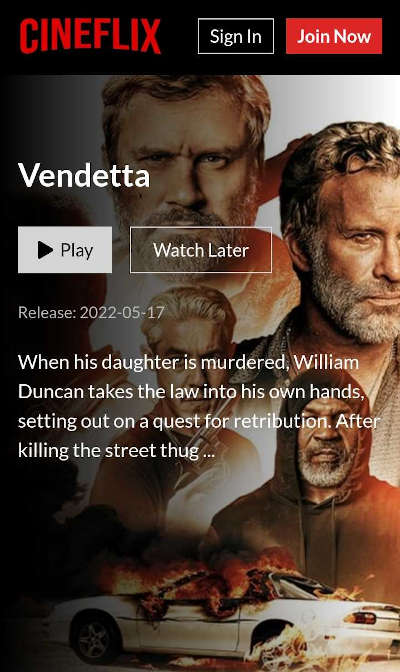 CINEFLIX
Sign In
Join Now
Vendetta
Play
Watch Later
Release: 2022-05-17
When his daughter is murdered, William
Duncan takes the law into his own hands,
setting out on a quest for retribution. After
killing the street thug ...